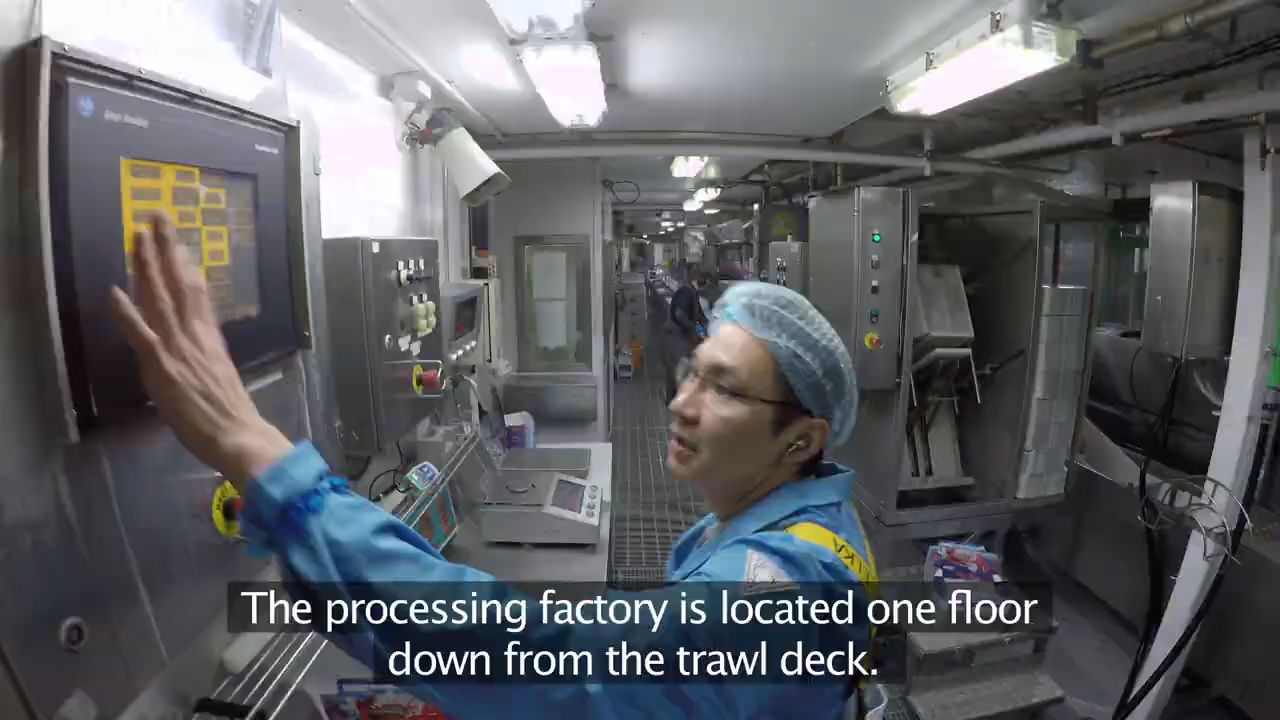 The processing factory is located one floor
down from the trawl deck.